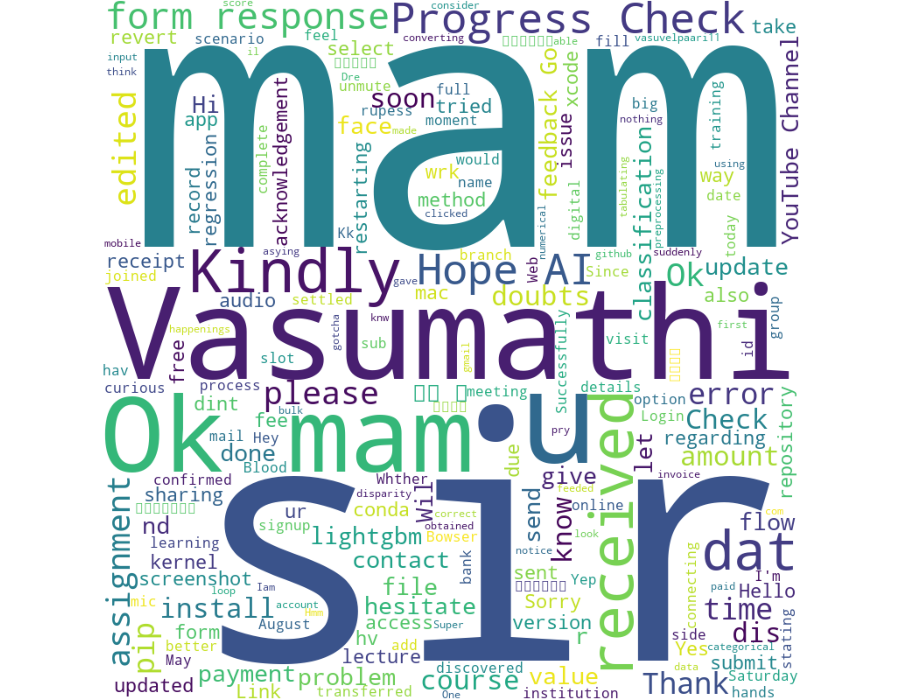 form response
Progress Check
take
score
consider
revert
scenario
feel
converting
able
fill
vasuvelpaari11
input
il
select
think
Dre
unmute
mam
edited
Hi
app
record
regression
acknowledgement
complete
restarting
soon
rupess
full
tried
moment
face
made
wrk
would
name
method
clicked
feedback Go
issue
xcode
numerical
digital
big
nothing
classification
tabulating
preprocessing
training
using
way
date
today
YouTube Channel
mobile
asying
Kk
branch
github
suddenly
receipt
joined
Kindly
gave
Hope AI
Web
Since
Ok
update
audio
settled
mac
doubts
also
group
id
Vasumathi
happenings
free
gotcha
knw
sub
gmail
Successfully
visit
first
slot
hav
curious
process
please
meeting
details
option
error
dint
fee
bulk
Login
Check
Ok mam
u
received
let
regarding
repository
mail
Hey
done
Blood
due
pry
amount
invoice
confirmed
Whther
give
assignment
sharing
disparity
Wil
conda
feeded
nd
ur
signup
obtained
correct
send
know
online
com
flow
learning
lightgbm
Bowser
look
sir
dat
kernel
contact
bank
notice
screenshot
file
sent
Yep
connecting
I'm
loop
Iam
account
Hmm
hesitate
Sorry
Hello
install
August
access
Super
version
time
paid
mic
pip
form
hv
add
r
side
dis
stating
better
lecture
Yes
categorical
May
payment
problem
discovered
value
submit
data
updated
Link
transferred
course
One
institution
Thank
Saturday
hands